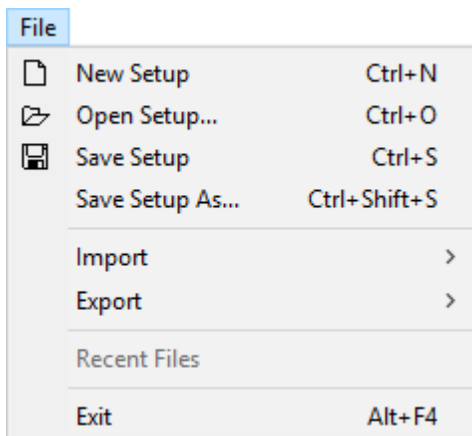 File
New Setup Ctrl+N
Open Setup... Ctrl+O
Save Setup Ctrl+S
Save Setup As... Ctrl+Shift+S
Import >
Export >
Recent Files
Exit Alt+F4